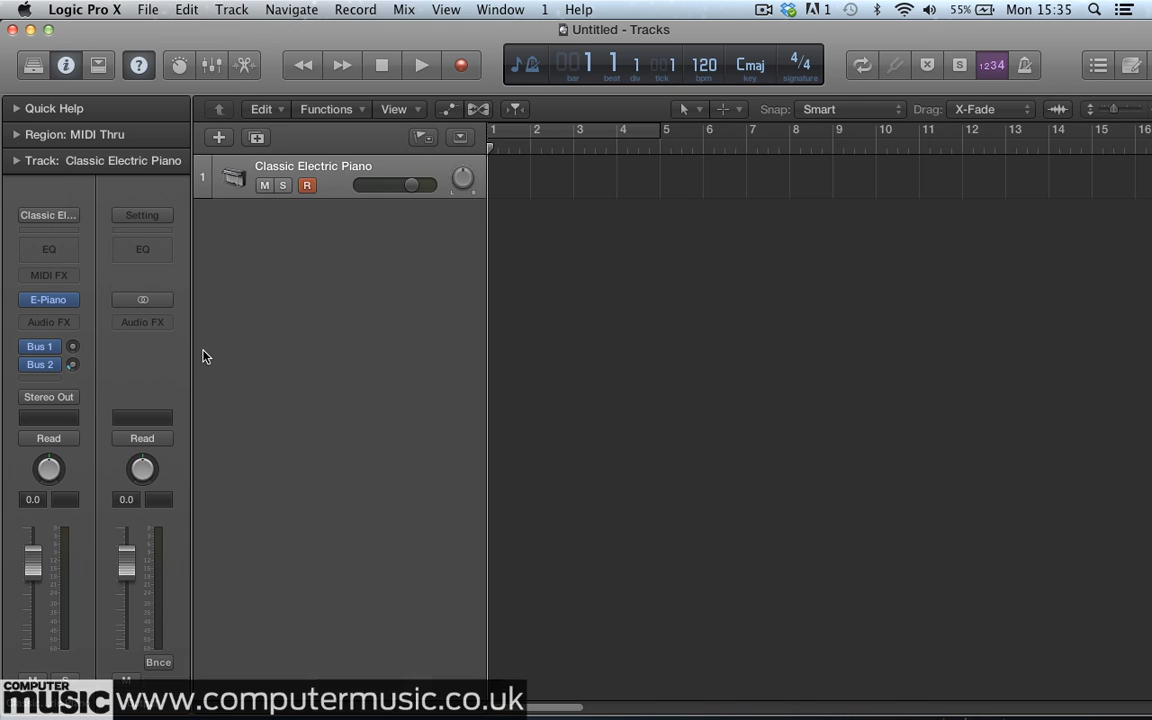 Logic Pro X File Edit Track Navigate Record Mix View Window 1 Help 1 55% Mon 15:35
Untitled - Tracks
001 1 1 001 120 Cmaj 4/4
bar beat div tick bpm key signature
S 1234
Quick Help
Edit Functions View Snap: Smart Drag: X-Fade
Region: MIDI Thru
1 2 3 4 5 6 7 8 9 10 11 12 13 14 15 16
Track: Classic Electric Piano
1 Classic Electric Piano
M S R
L R
Classic El... Setting
EQ EQ
MIDI FX
E-Piano
Audio FX Audio FX
Bus 1
Bus 2
Stereo Out
Read Read
0.0 0.0
Bnce
M S M
COMPUTER
music www.computermusic.co.uk